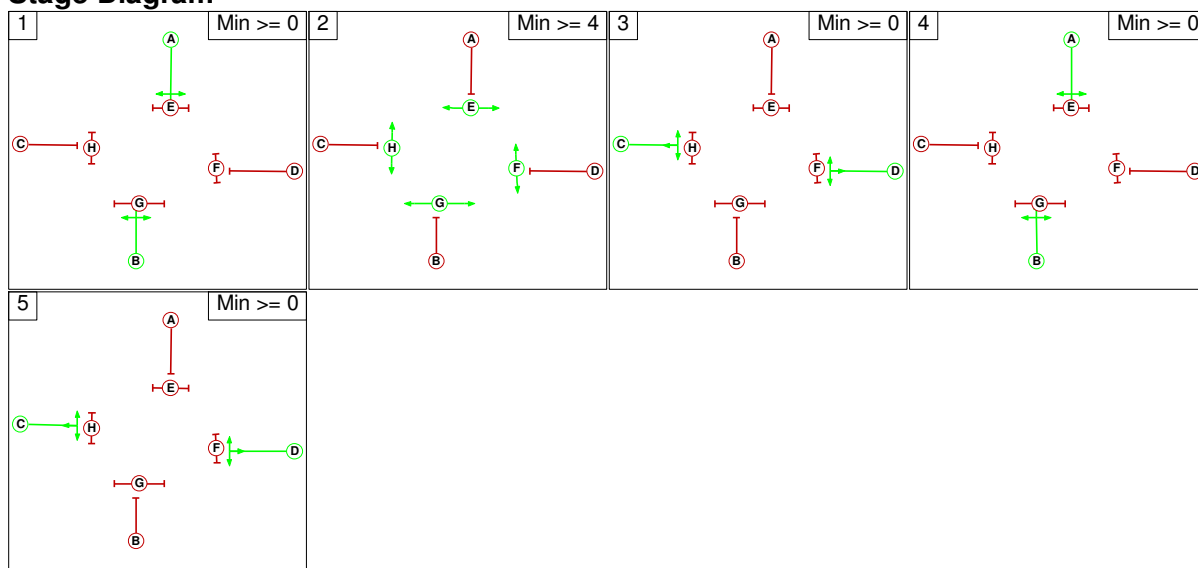 Stage Diagram
1 Min >= 0 2 Min >= 4 3 Min >= 0 4 Min >= 0
A A A A
E E E E
C H C H C H C H
F D F D F D F D
G G G G
B B B B
5 Min >= 0
A
E
C H
F D
G
B